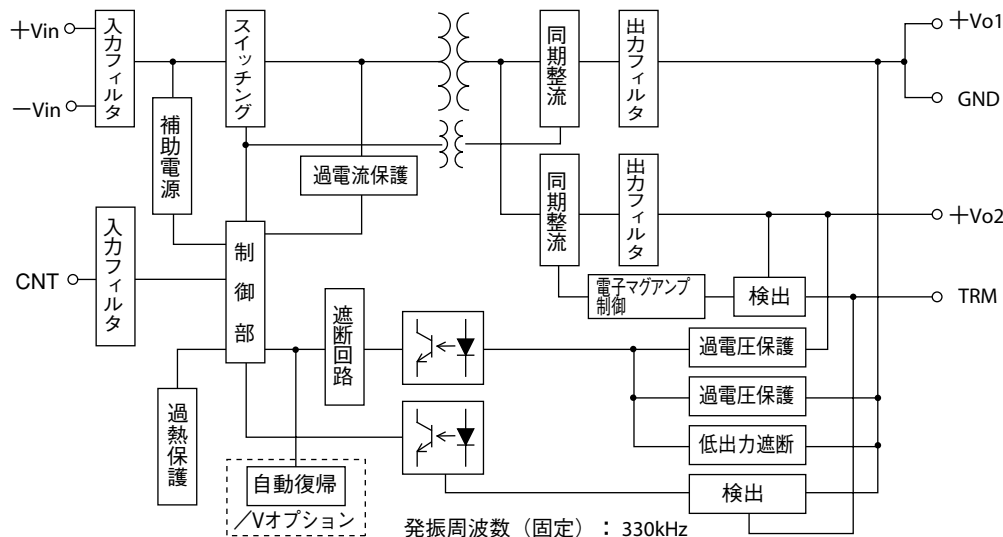 +Vin
−Vin
CNT
入力フィルタ
入力フィルタ
補助電源
スイッチング
過電流保護
制御部
過熱保護
遮断回路
自動復帰
／Vオプション
同期整流
出力フィルタ
同期整流
出力フィルタ
電子マグアンプ
制御
検出
過電圧保護
過電圧保護
低出力遮断
検出
+Vo1
GND
+Vo2
TRM
発振周波数（固定）：330kHz